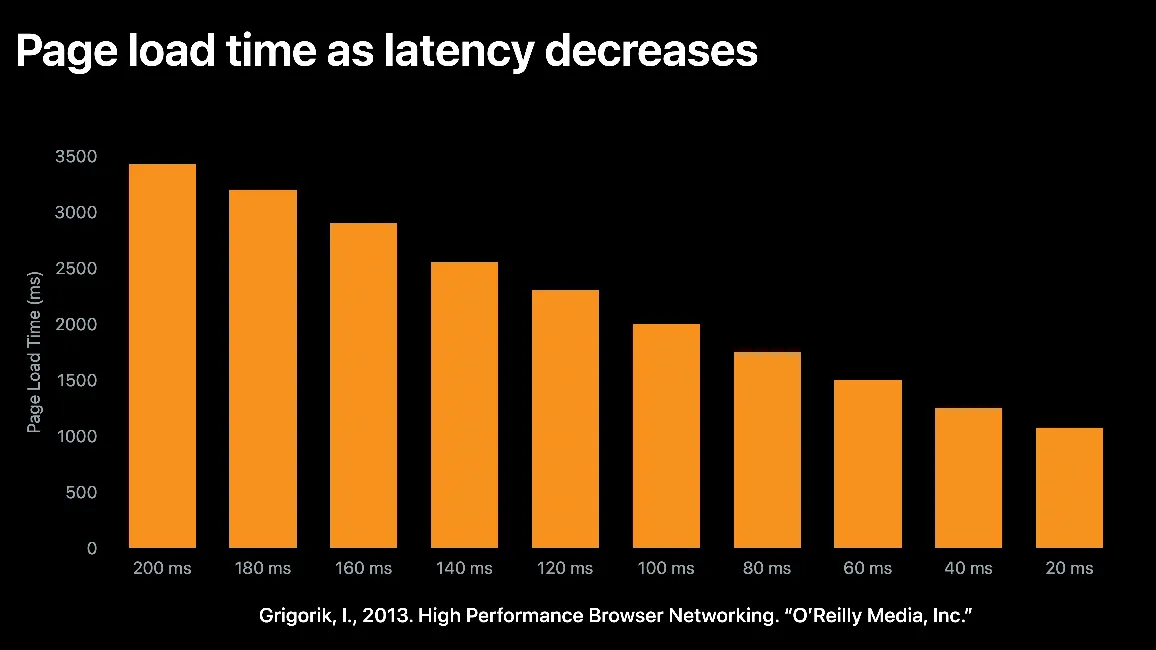 Page load time as latency decreases
3500
3000
2500
2000
1500
1000
500
0
Page Load Time (ms)
200 ms 180 ms 160 ms 140 ms 120 ms 100 ms 80 ms 60 ms 40 ms 20 ms
Grigorik, I., 2013. High Performance Browser Networking. “O’Reilly Media, Inc.”